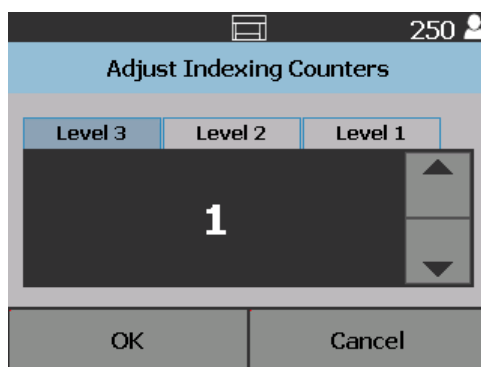 250
Adjust Indexing Counters
Level 3 Level 2 Level 1
1
OK Cancel